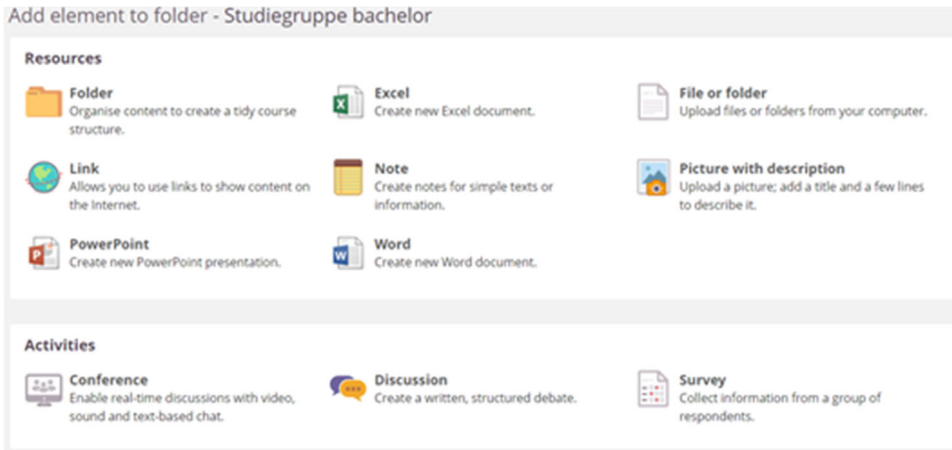 Add element to folder - Studiegruppe bachelor
Resources
Folder
Organise content to create a tidy course
structure.
Excel
Create new Excel document.
File or folder
Upload files or folders from your computer.
Link
Allows you to use links to show content on
the Internet.
Note
Create notes for simple texts or
information.
Picture with description
Upload a picture; add a title and a few lines
to describe it.
PowerPoint
Create new PowerPoint presentation.
Word
Create new Word document.
Activities
Conference
Enable real-time discussions with video,
sound and text-based chat.
Discussion
Create a written, structured debate.
Survey
Collect information from a group of
respondents.